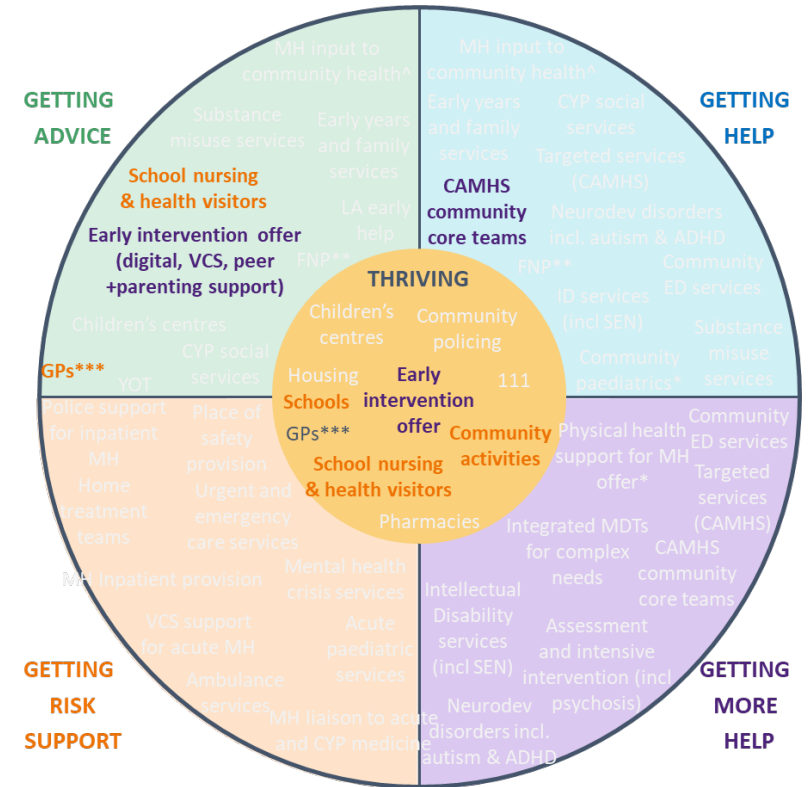 GETTING
ADVICE
MH input to
community health^
Substance
misuse services
Early years
and family
services
School nursing
& health visitors
LA early
help
Early intervention offer
(digital, VCS, peer
+parenting support)
FNP**
Children's centres
CYP social
services
GPs***
YOT
GETTING
HELP
MH input to
community health^
Early years
and family
services
CYP social
services
Targeted services
(CAMHS)
CAMHS
community
core teams
Neurodev disorders
incl. autism & ADHD
FNP**
Community
ED services
ID services
(incl SEN)
Substance
misuse
services
Community
paediatrics*
THRIVING
Children's
centres
Community
policing
Housing
Early
intervention
offer
111
Schools
GPs***
Community
activities
School nursing
& health visitors
Pharmacies
Police support
for inpatient
MH
Place of
safety
provision
Home
treatment
teams
Urgent and
emergency
care services
MH Inpatient provision
Mental health
crisis services
VCS support
for acute MH
Acute
paediatric
services
Ambulance
services
MH liaison to acute
and CYP medicine
GETTING
RISK
SUPPORT
Physical health
support for MH
offer*
Community
ED services
Targeted
services
(CAMHS)
Integrated MDTs
for complex
needs
CAMHS
community
core teams
Intellectual
Disability
services
(incl SEN)
Assessment
and intensive
intervention (incl
psychosis)
Neurodev
disorders incl.
autism & ADHD
GETTING
MORE
HELP